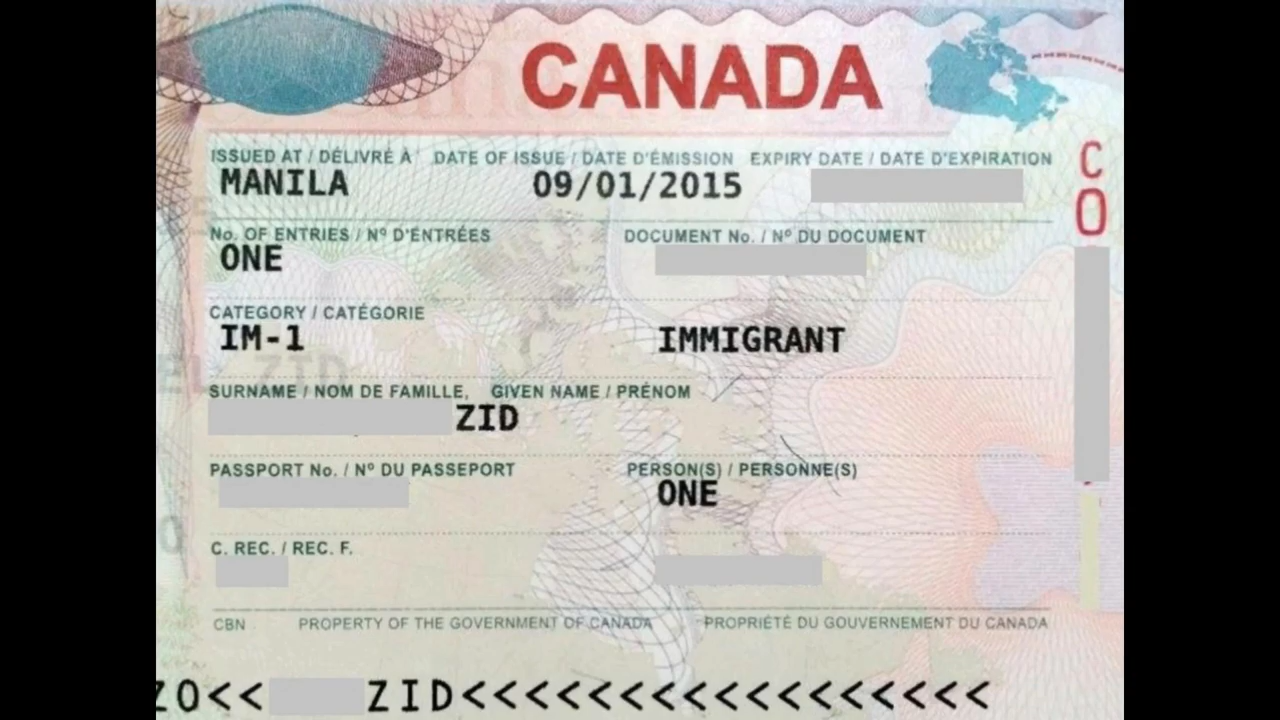 CANADA
ISSUED AT / DÉLIVRÉ À DATE OF ISSUE / DATE D'ÉMISSION EXPIRY DATE / DATE D'EXPIRATION
MANILA 09/01/2015
No. OF ENTRIES / Nº D'ENTRÉES DOCUMENT No. / Nº DU DOCUMENT
ONE
CATEGORY / CATÉGORIE
IM-1 IMMIGRANT
SURNAME / NOM DE FAMILLE, GIVEN NAME / PRÉNOM
ZID
PASSPORT No. / Nº DU PASSEPORT PERSON(S) / PERSONNE(S)
ONE
C. REC. / REC. F.
CBN PROPERTY OF THE GOVERNMENT OF CANADA PROPRIÉTÉ DU GOUVERNEMENT DU CANADA
ZO<< ZID<<<<<<<<<<<<<<<<<<
CO